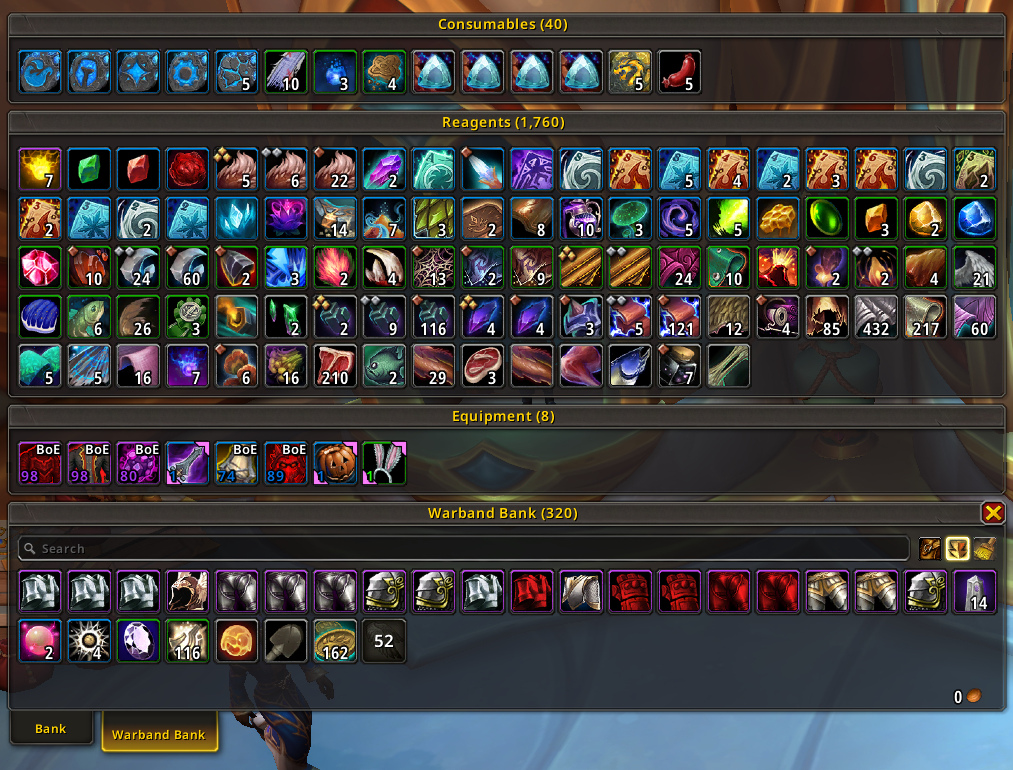 Consumables (40)
5 10 3 4 5 5
Reagents (1,760)
7 5 6 22 2 5 4 2 3 2
2 2 14 7 3 2 8 10 3 5 5 3 2
10 24 60 2 3 2 4 13 2 9 24 10 2 2 4 21
6 26 3 2 2 9 116 4 4 3 5 121 12 4 85 432 217 60
5 5 16 7 6 16 210 2 29 3 7
Equipment (8)
BoE BoE BoE BoE BoE
98 98 80 1 74 89 1 1
Warband Bank (320)
Search
14
2 4 116 162 52
0
Bank Warband Bank